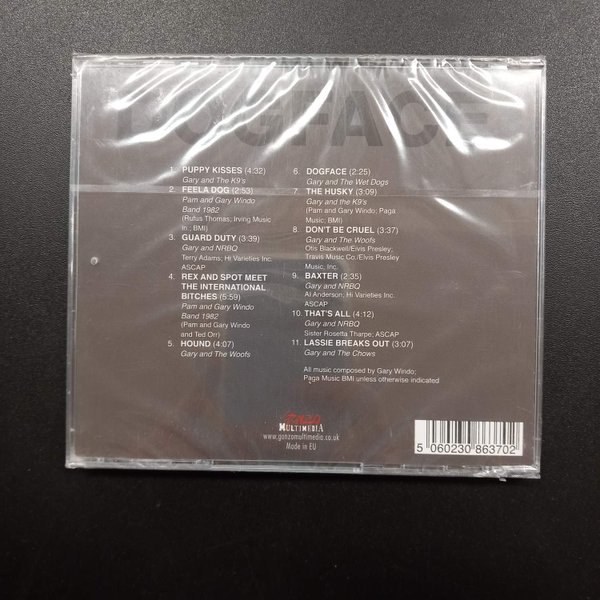 DOGFACE
1. PUPPY KISSES (4:32)
Gary and The K9's
2. FEELA DOG (2:53)
Pam and Gary Windo
Band 1982
(Rufus Thomas; Irving Music
In ; BMI)
3. GUARD DUTY (3:39)
Gary and NRBQ
Terry Adams; Hi Varieties Inc.
ASCAP
4. REX AND SPOT MEET
THE INTERNATIONAL
BITCHES (5:59)
Pam and Gary Windo
Band 1982
(Pam and Gary Windo
and Ted Orr)
5. HOUND (4:07)
Gary and The Woofs
6. DOGFACE (2:25)
Gary and The Wet Dogs
7. THE HUSKY (3:09)
Gary and the K9's
(Pam and Gary Windo; Paga
Music; BMI)
8. DON'T BE CRUEL (3:37)
Gary and The Woofs
Otis Blackwell/Elvis Presley;
Travis Music Co./Elvis Presley
Music, Inc.
9. BAXTER (2:35)
Gary and NRBQ
Al Anderson; Hi Varieties Inc.
ASCAP
10. THAT'S ALL (4:12)
Gary and NRBQ
Sister Rosetta Tharpe; ASCAP
11. LASSIE BREAKS OUT (3:07)
Gary and The Chows
All music composed by Gary Windo;
Paga Music BMI unless otherwise indicated
Gonzo
MULTIMEDIA
www.gonzomultimedia.co.uk
Made in EU
5 060230 863702